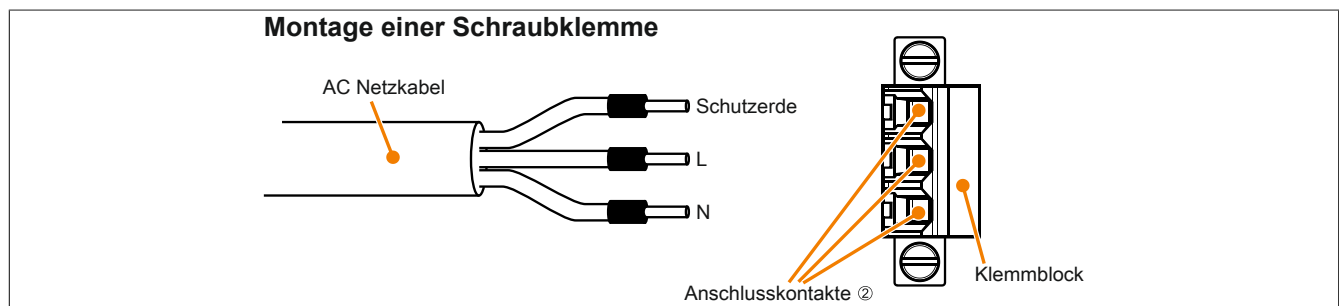 Montage einer Schraubklemme
AC Netzkabel
Schutzerde
L
N
Anschlusskontakte ②
Klemmblock